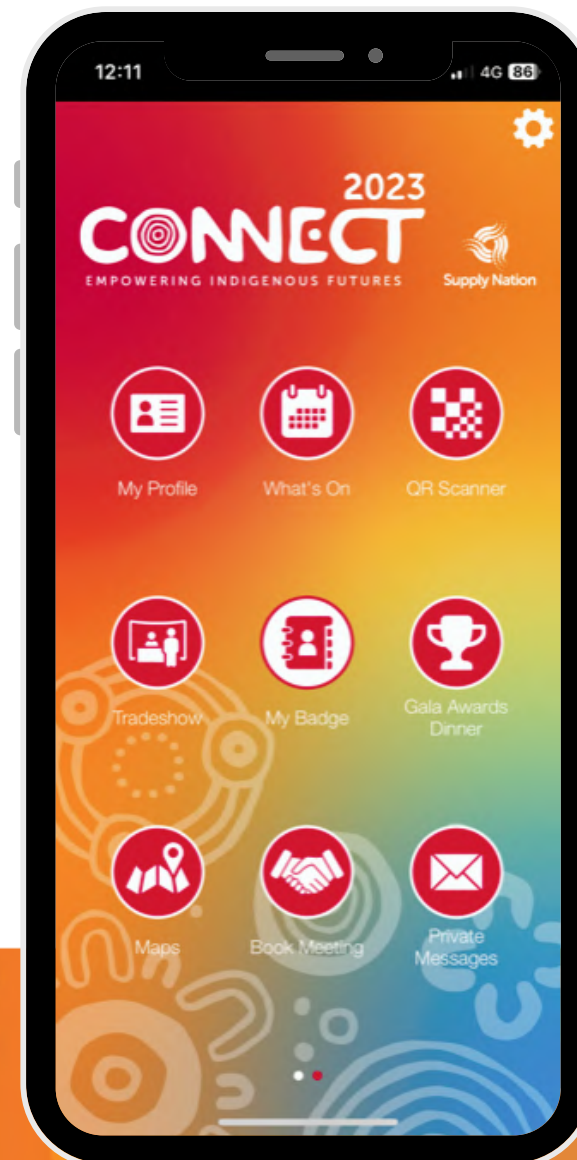 12:11
4G 86
2023
CONNECT
EMPOWERING INDIGENOUS FUTURES
Supply Nation
My Profile
What's On
QR Scanner
Tradeshow
My Badge
Gala Awards
Dinner
Maps
Book Meeting
Private
Messages